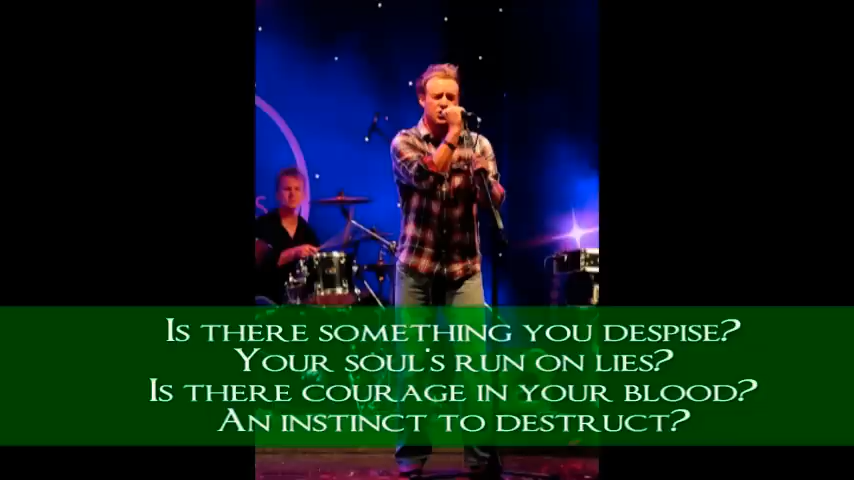 Is there something you despise?
Your soul's run on lies?
Is there courage in your blood?
An instinct to destruct?